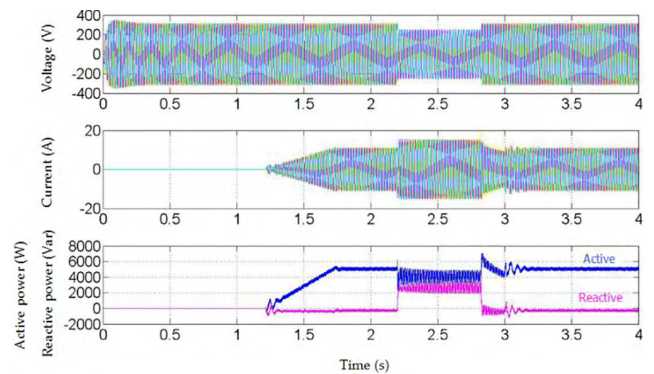 Voltage (V)
400
200
0
-200
-400
0 0.5 1 1.5 2 2.5 3 3.5 4
Current (A)
20
0
-20
0 0.5 1 1.5 2 2.5 3 3.5 4
Active power (W)
Reactive power (Var)
8000
6000
4000
2000
0
-2000
Active
Reactive
0 0.5 1 1.5 2 2.5 3 3.5 4
Time (s)